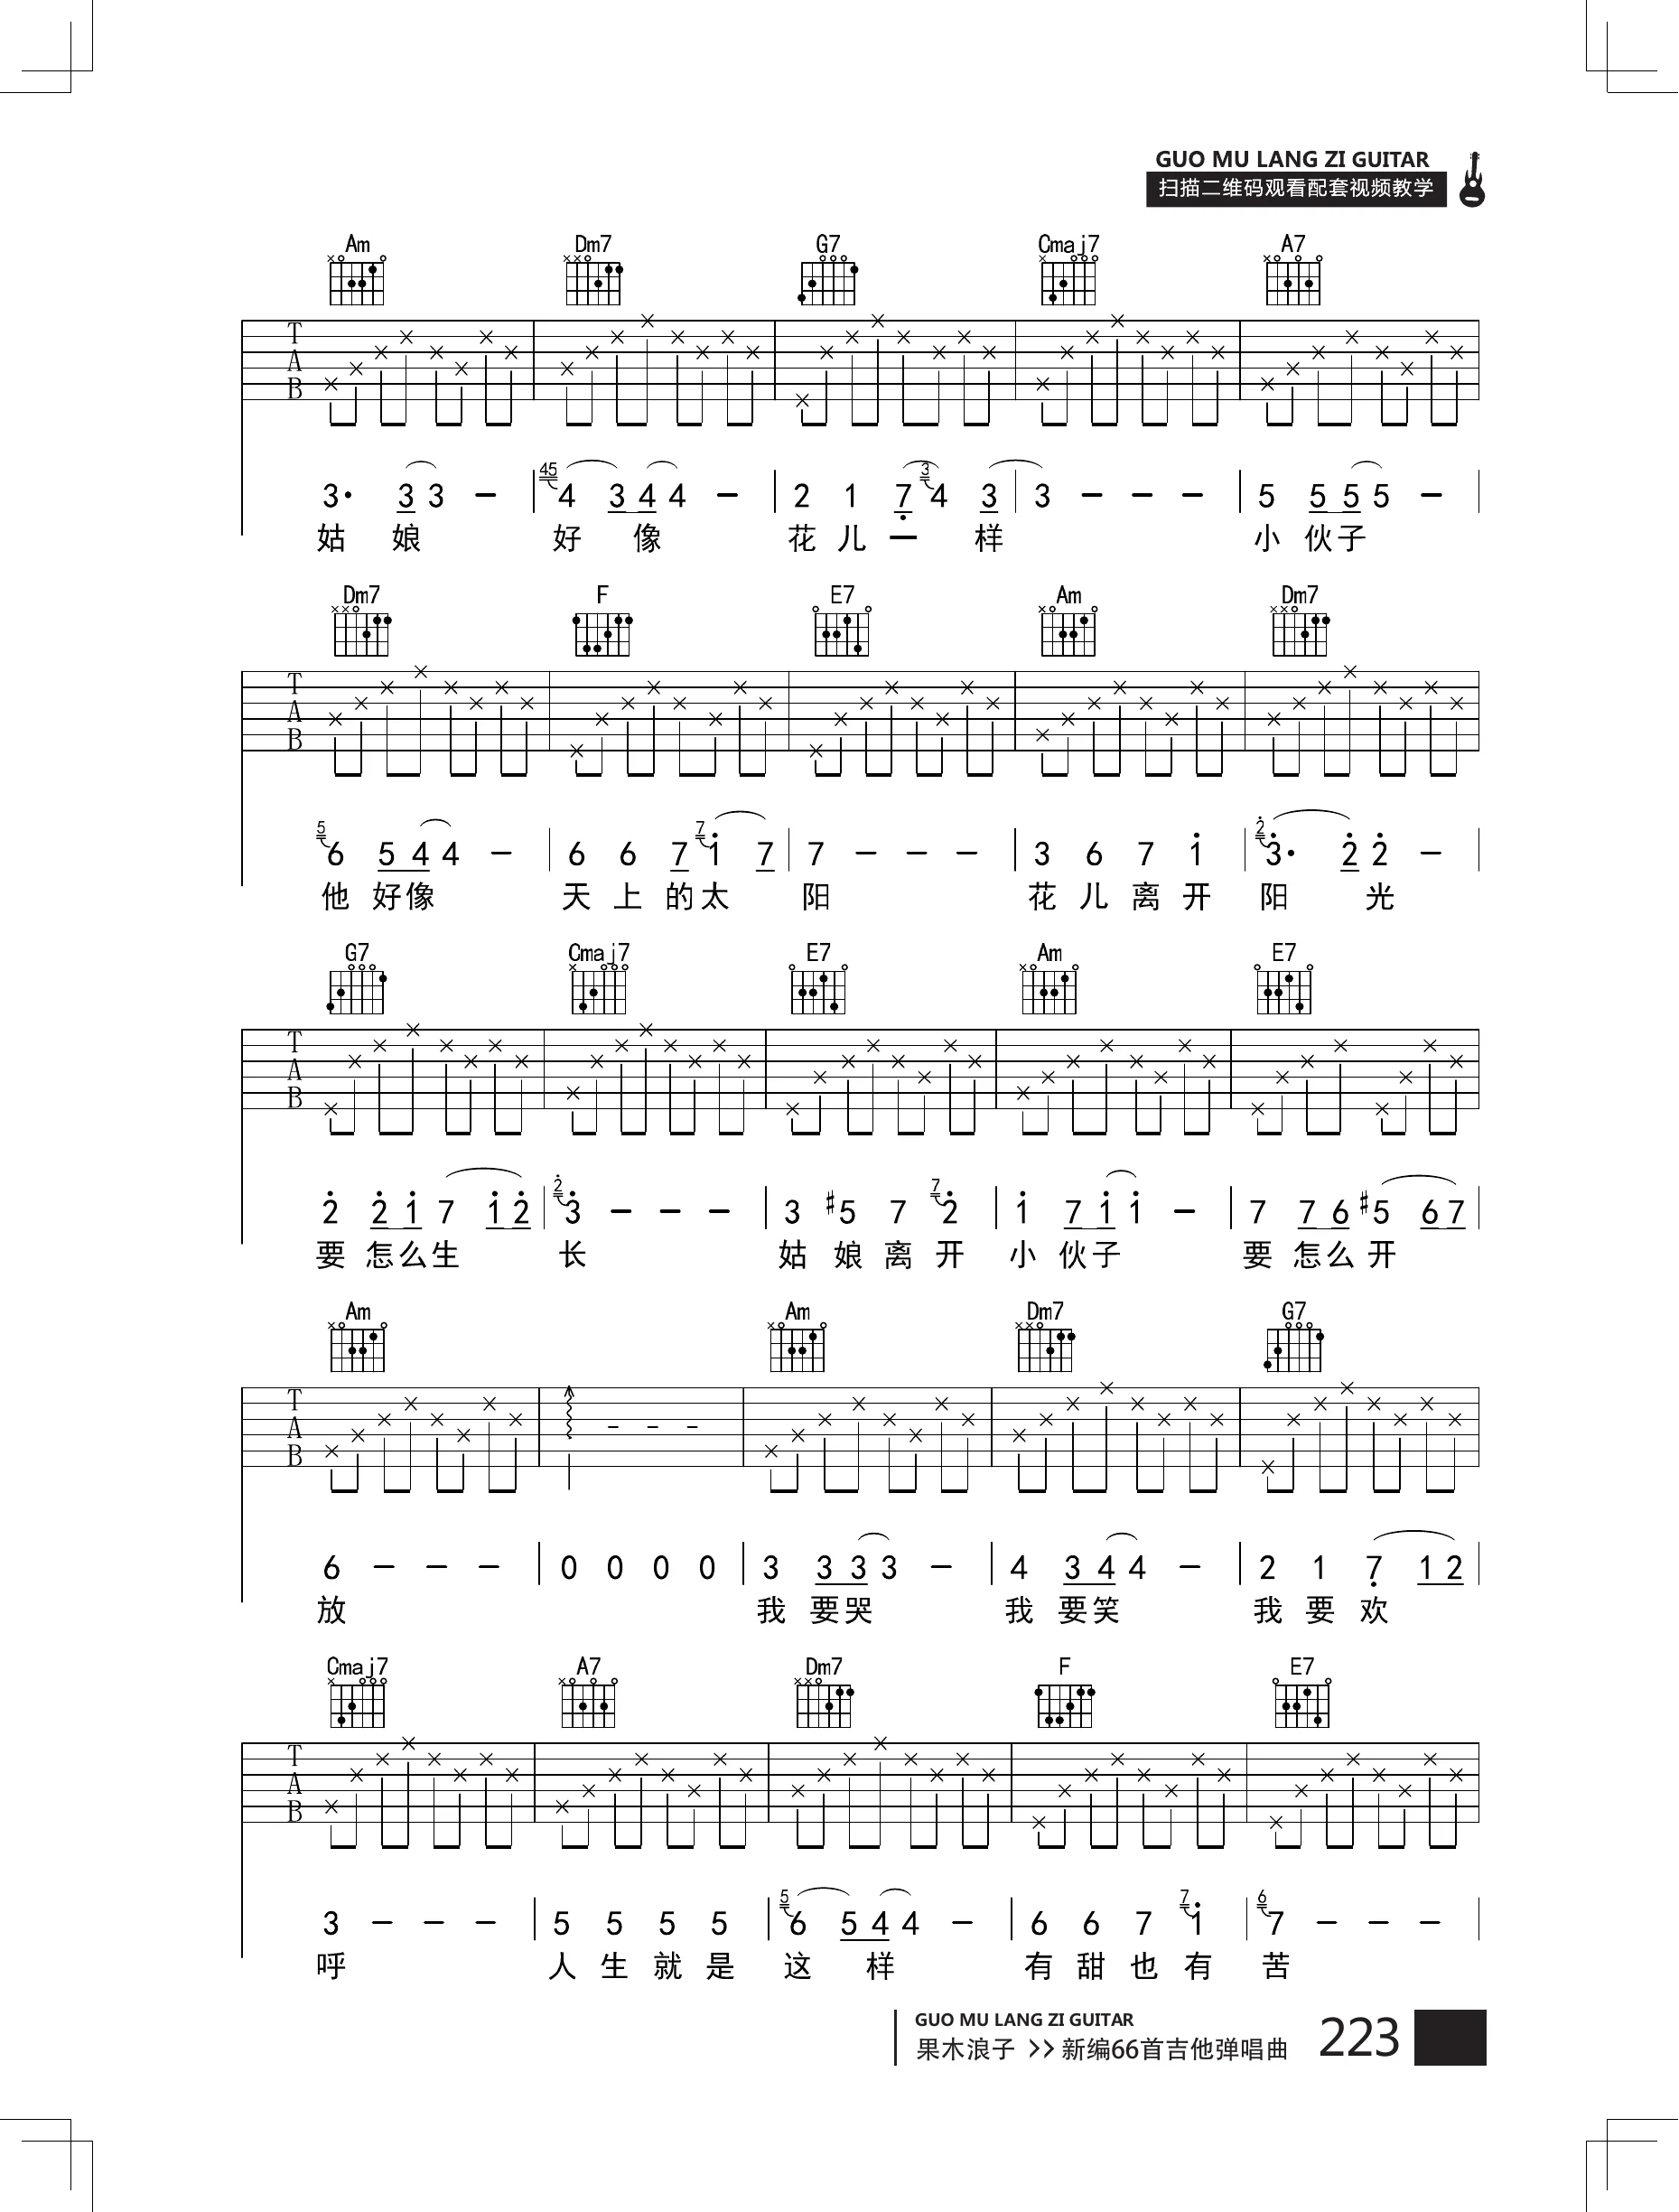 GUO MU LANG ZI GUITAR
扫描二维码观看配套视频教学
Am Dm7 G7 Cmaj7 A7
T
A
B
3· 3 3 – | 45 4 3 4 4 – | 2 1 7 3 4 3 | 3 – – – | 5 5 5 5 – |
姑 娘 好 像 花 儿 一 样 小 伙 子
Dm7 F E7 Am Dm7
T
A
B
5 6 5 4 4 – | 6 6 7 7 1 7 | 7 – – – | 3 6 7 1 | 2 3· 2 2 – |
他 好 像 天 上 的 太 阳 花 儿 离 开 阳 光
G7 Cmaj7 E7 Am E7
T
A
B
2 2 1 7 1 2 | 2 3 – – – | 3 #5 7 7 2 | 1 7 1 1 – | 7 7 6 #5 6 7 |
要 怎 么 生 长 姑 娘 离 开 小 伙 子 要 怎 么 开
Am Am Dm7 G7
T
A
B
6 – – – | 0 0 0 0 | 3 3 3 3 – | 4 3 4 4 – | 2 1 7 1 2 |
放 我 要 哭 我 要 笑 我 要 欢
Cmaj7 A7 Dm7 F E7
T
A
B
3 – – – | 5 5 5 5 | 5 6 5 4 4 – | 6 6 7 7 1 | 6 7 – – – |
呼 人 生 就 是 这 样 有 甜 也 有 苦
GUO MU LANG ZI GUITAR
果木浪子 >> 新编66首吉他弹唱曲 223